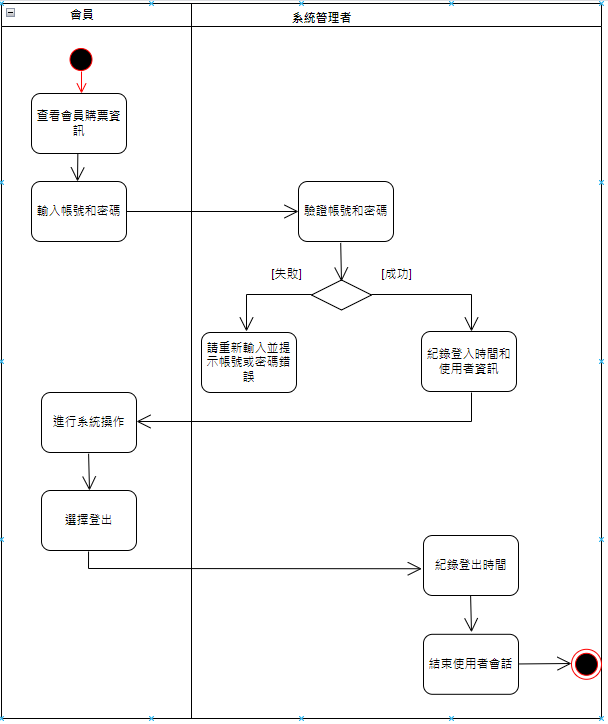 會員
系統管理者
查看會員購票資
訊
輸入帳號和密碼
驗證帳號和密碼
[失敗]
[成功]
請重新輸入並提
示帳號或密碼錯
誤
紀錄登入時間和
使用者資訊
進行系統操作
選擇登出
紀錄登出時間
結束使用者會話